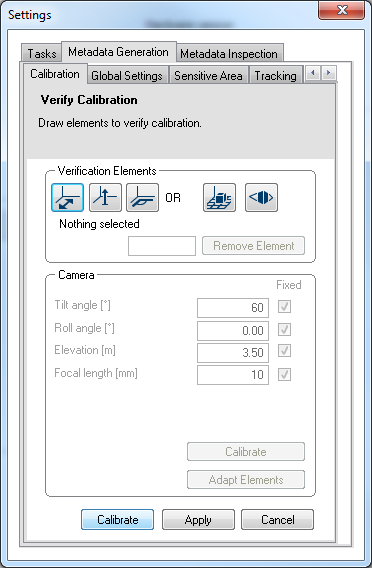 Settings
Tasks Metadata Generation Metadata Inspection
Calibration Global Settings Sensitive Area Tracking
Verify Calibration
Draw elements to verify calibration.
Verification Elements
OR
Nothing selected
Remove Element
Camera
Fixed
Tilt angle [°] 60
Roll angle [°] 0.00
Elevation [m] 3.50
Focal length [mm] 10
Calibrate
Adapt Elements
Calibrate Apply Cancel